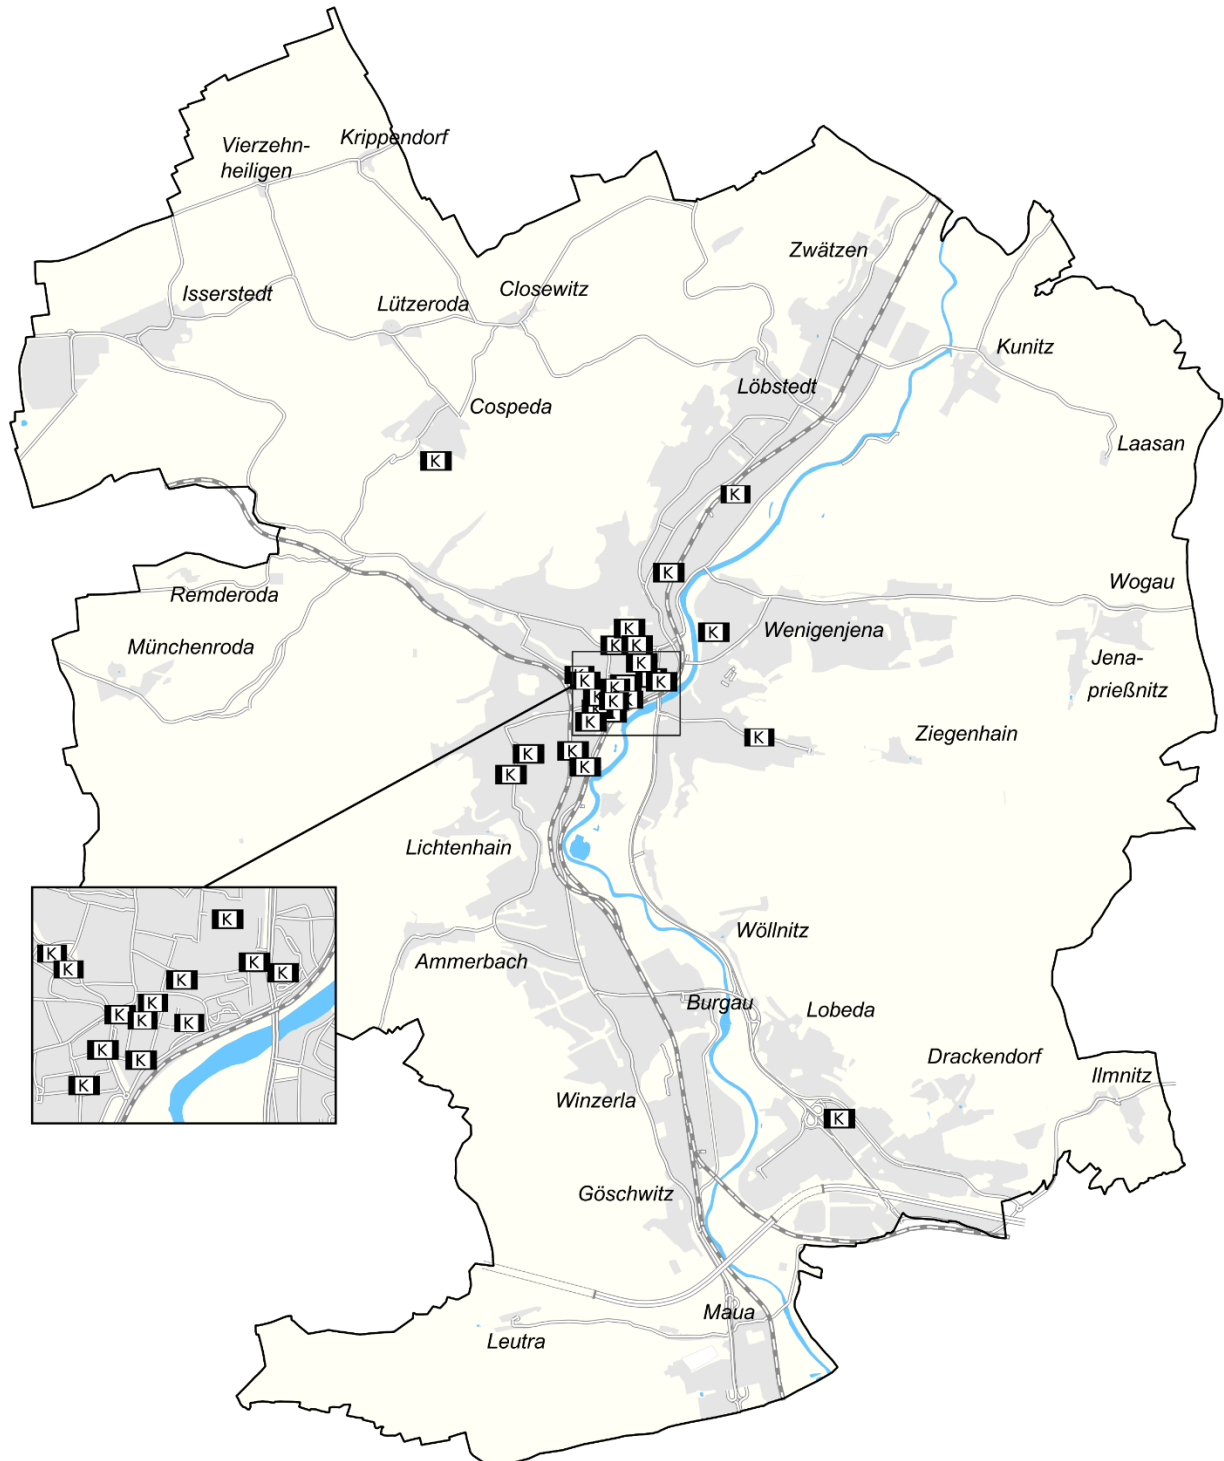 Krippendorf
Vierzehn-
heiligen
Zwätzen
Closewitz
Isserstedt
Lützeroda
Kunitz
Löbstedt
Cospeda
Laasan
K
K
K
Wogau
Remderoda
K
K
Wenigenjena
K
K
Münchenroda
Jena-
prießnitz
K
K
K
K
K
K
K
K
K
K
Ziegenhain
K
K
K
K
K
Lichtenhain
K
Wöllnitz
K
K
Ammerbach
K
K
K
K
K
K
K
K
Burgau
Lobeda
K
K
Drackendorf
Ilmnitz
K
Winzerla
K
Göschwitz
Maua
Leutra